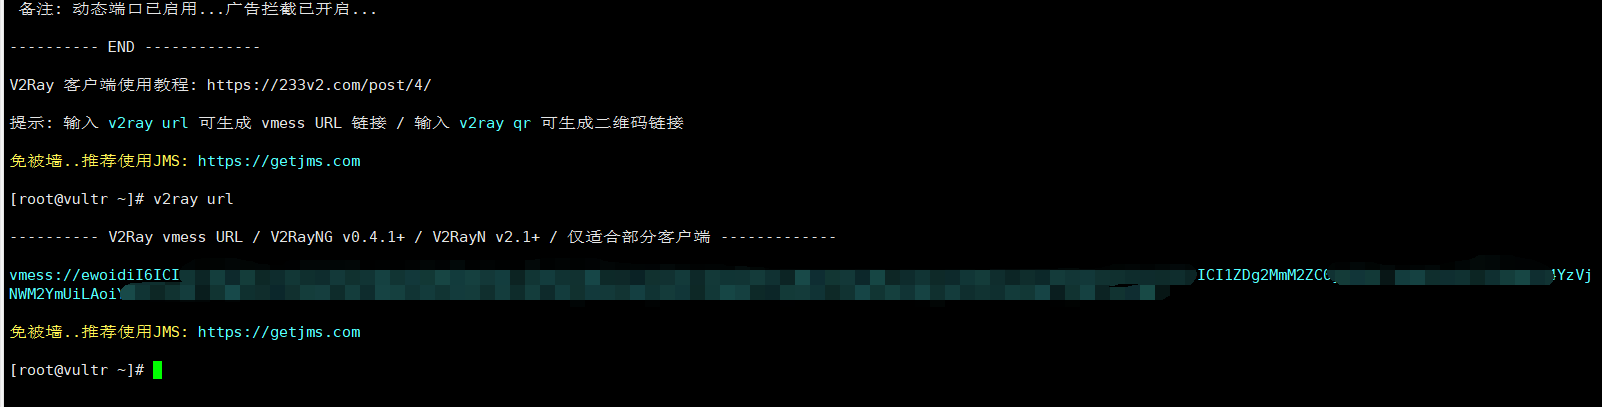 备注: 动态端口已启用...广告拦截已开启...
---------- END -------------
V2Ray 客户端使用教程: https://233v2.com/post/4/
提示: 输入 v2ray url 可生成 vmess URL 链接 / 输入 v2ray qr 可生成二维码链接
免被墙..推荐使用JMS: https://getjms.com
[root@vultr ~]# v2ray url
---------- V2Ray vmess URL / V2RayNG v0.4.1+ / V2RayN v2.1+ / 仅适合部分客户端 -------------
vmess://ewoidiI6ICI ICI1ZDg2MmM2ZC0 YzVj
NWM2YmUiLAoi
免被墙..推荐使用JMS: https://getjms.com
[root@vultr ~]#